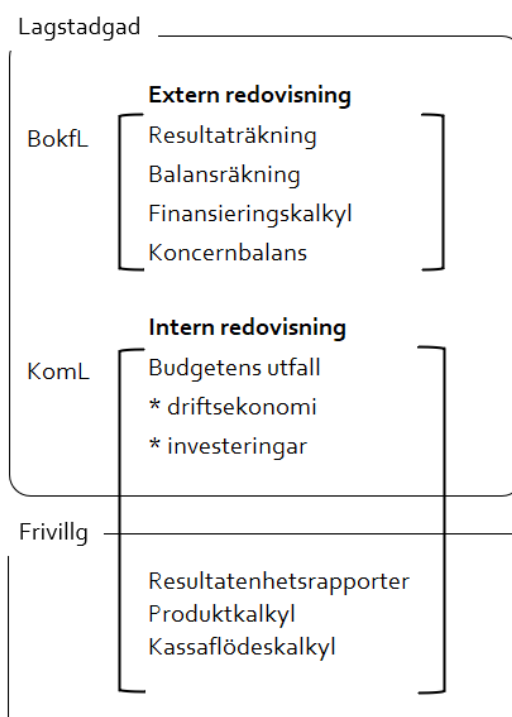 Lagstadgad
Extern redovisning
BokfL
Resultaträkning
Balansräkning
Finansieringskalkyl
Koncernbalans
Intern redovisning
KomL
Budgetens utfall
* driftsekonomi
* investeringar
Frivillg
Resultatenhetsrapporter
Produktkalkyl
Kassaflödeskalkyl